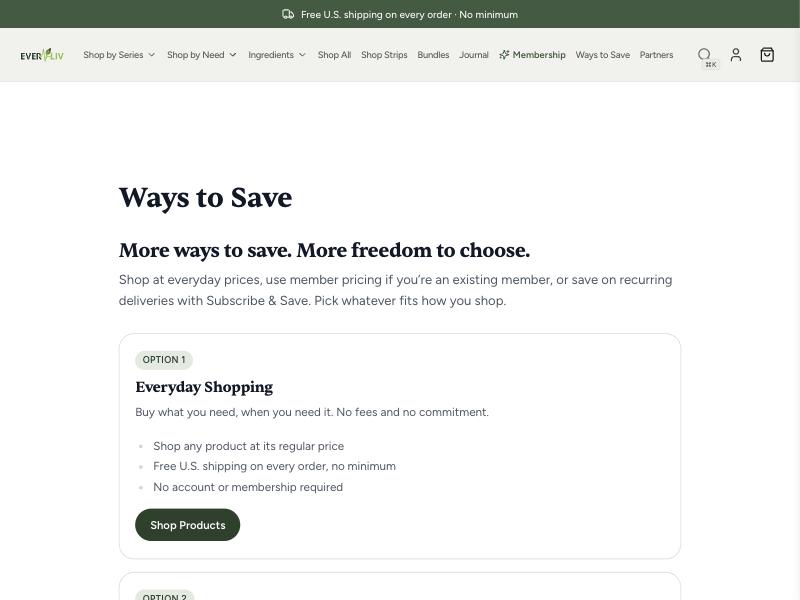 Free U.S. shipping on every order · No minimum
EVER LIV
Shop by Series
Shop by Need
Ingredients
Shop All
Shop Strips
Bundles
Journal
Membership
Ways to Save
Partners
⌘K
Ways to Save
More ways to save. More freedom to choose.
Shop at everyday prices, use member pricing if you’re an existing member, or save on recurring
deliveries with Subscribe & Save. Pick whatever fits how you shop.
OPTION 1
Everyday Shopping
Buy what you need, when you need it. No fees and no commitment.
Shop any product at its regular price
Free U.S. shipping on every order, no minimum
No account or membership required
Shop Products
OPTION 2